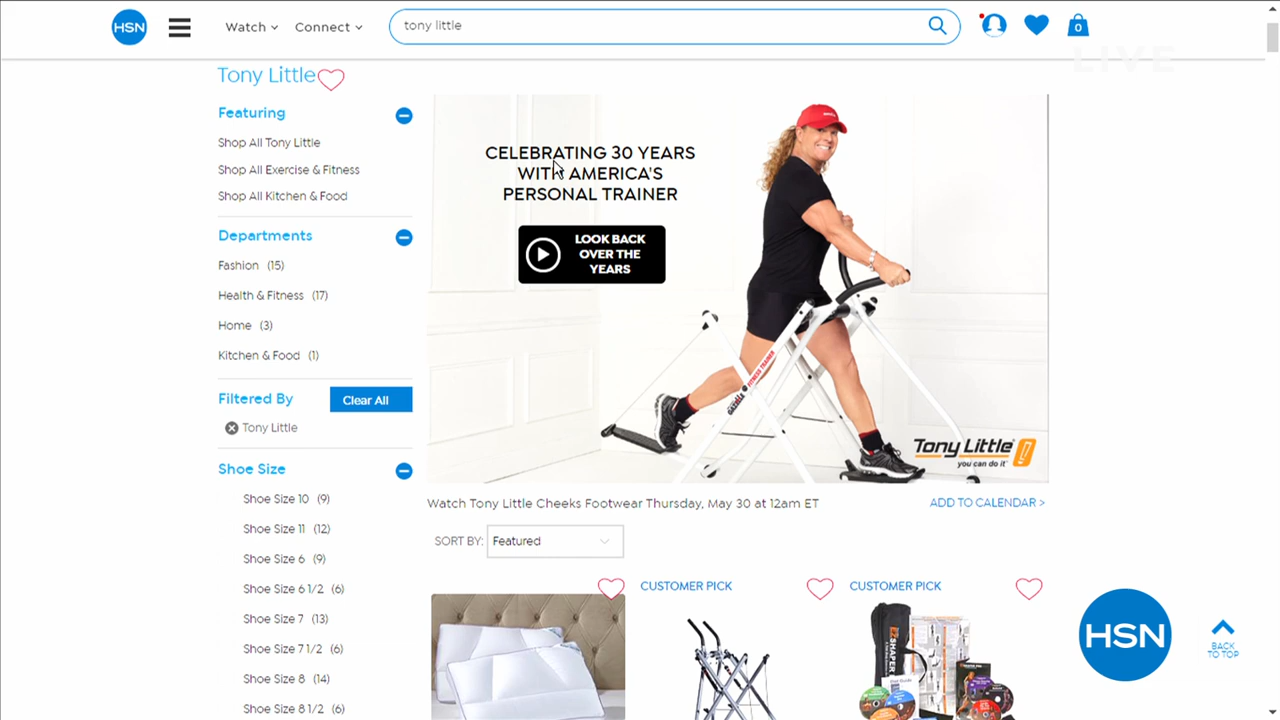 HSN
Watch
Connect
tony little
0
LIVE
Tony Little
Featuring
Shop All Tony Little
Shop All Exercise & Fitness
Shop All Kitchen & Food
Departments
Fashion (15)
Health & Fitness (17)
Home (3)
Kitchen & Food (1)
Filtered By
Clear All
Tony Little
Shoe Size
Shoe Size 10 (9)
Shoe Size 11 (12)
Shoe Size 6 (9)
Shoe Size 6 1/2 (6)
Shoe Size 7 (13)
Shoe Size 7 1/2 (6)
Shoe Size 8 (14)
Shoe Size 8 1/2 (6)
CELEBRATING 30 YEARS
WITH AMERICA'S
PERSONAL TRAINER
LOOK BACK
OVER THE
YEARS
FITNESS TRAINER
GAZELLE
Tony Little
you can do it
Watch Tony Little Cheeks Footwear Thursday, May 30 at 12am ET
ADD TO CALENDAR >
SORT BY: Featured
CUSTOMER PICK
CUSTOMER PICK
SHAPER
HSN
BACK
TO TOP